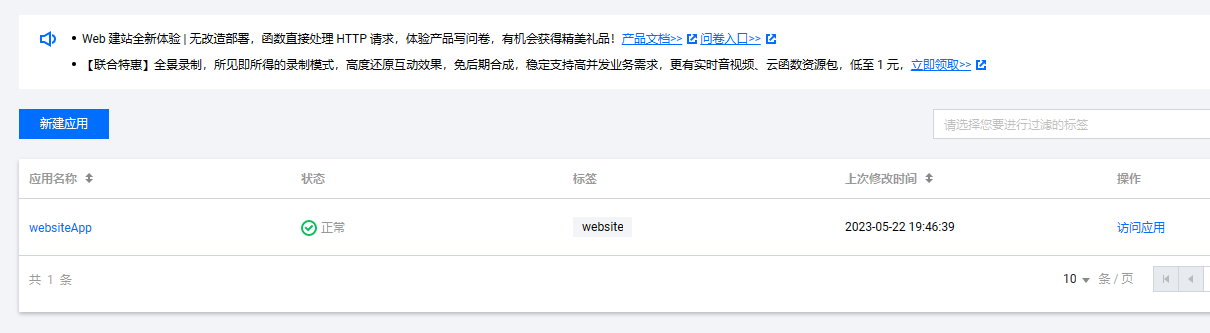 Web 建站全新体验 | 无改造部署，函数直接处理 HTTP 请求，体验产品写问卷，有机会获得精美礼品！产品文档>> 问卷入口>>
【联合特惠】全景录制，所见即所得的录制模式，高度还原互动效果，免后期合成，稳定支持高并发业务需求，更有实时音视频、云函数资源包，低至 1 元，立即领取>>
新建应用
请选择您要进行过滤的标签
应用名称 状态 标签 上次修改时间 操作
websiteApp 正常 website 2023-05-22 19:46:39 访问应用
共 1 条 10 条 / 页